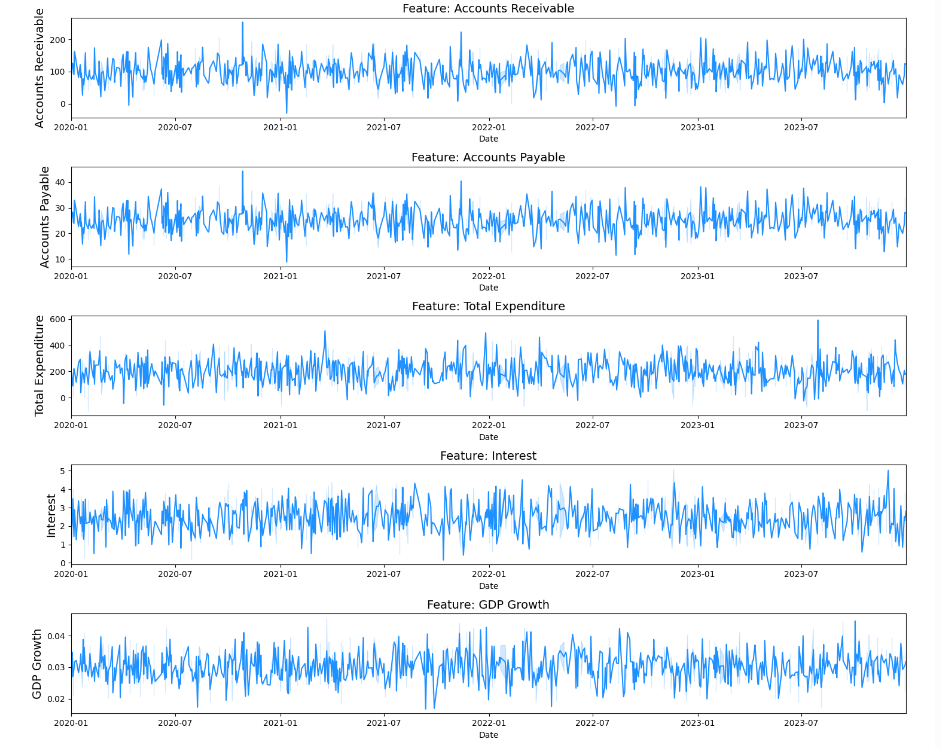 Feature: Accounts Receivable
Accounts Receivable
200
100
0
2020-01 2020-07 2021-01 2021-07 2022-01 2022-07 2023-01 2023-07
Date
Feature: Accounts Payable
Accounts Payable
40
30
20
10
2020-01 2020-07 2021-01 2021-07 2022-01 2022-07 2023-01 2023-07
Date
Feature: Total Expenditure
Total Expenditure
600
400
200
0
2020-01 2020-07 2021-01 2021-07 2022-01 2022-07 2023-01 2023-07
Date
Feature: Interest
Interest
5
4
3
2
1
0
2020-01 2020-07 2021-01 2021-07 2022-01 2022-07 2023-01 2023-07
Date
Feature: GDP Growth
GDP Growth
0.04
0.03
0.02
2020-01 2020-07 2021-01 2021-07 2022-01 2022-07 2023-01 2023-07
Date